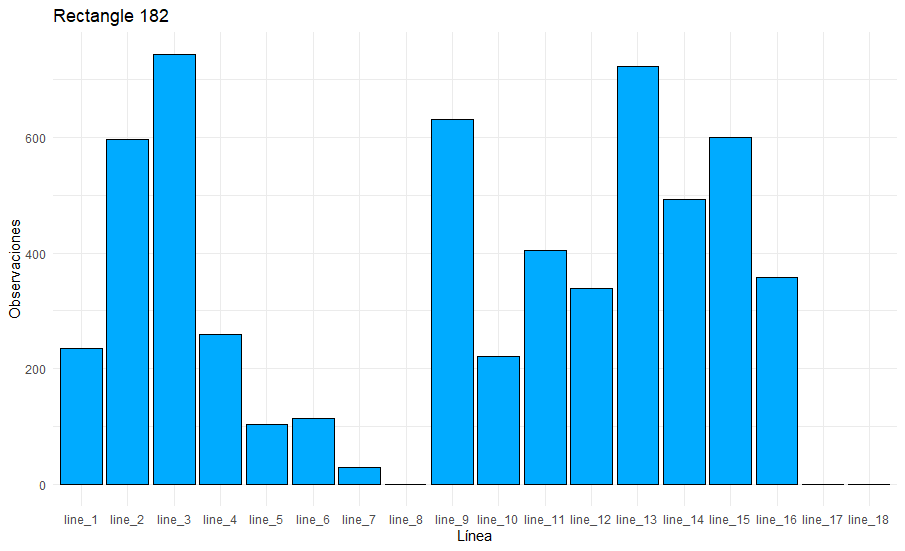 Rectangle 182
Observaciones
600
400
200
0
line_1 line_2 line_3 line_4 line_5 line_6 line_7 line_8 line_9 line_10 line_11 line_12 line_13 line_14 line_15 line_16 line_17 line_18
Línea